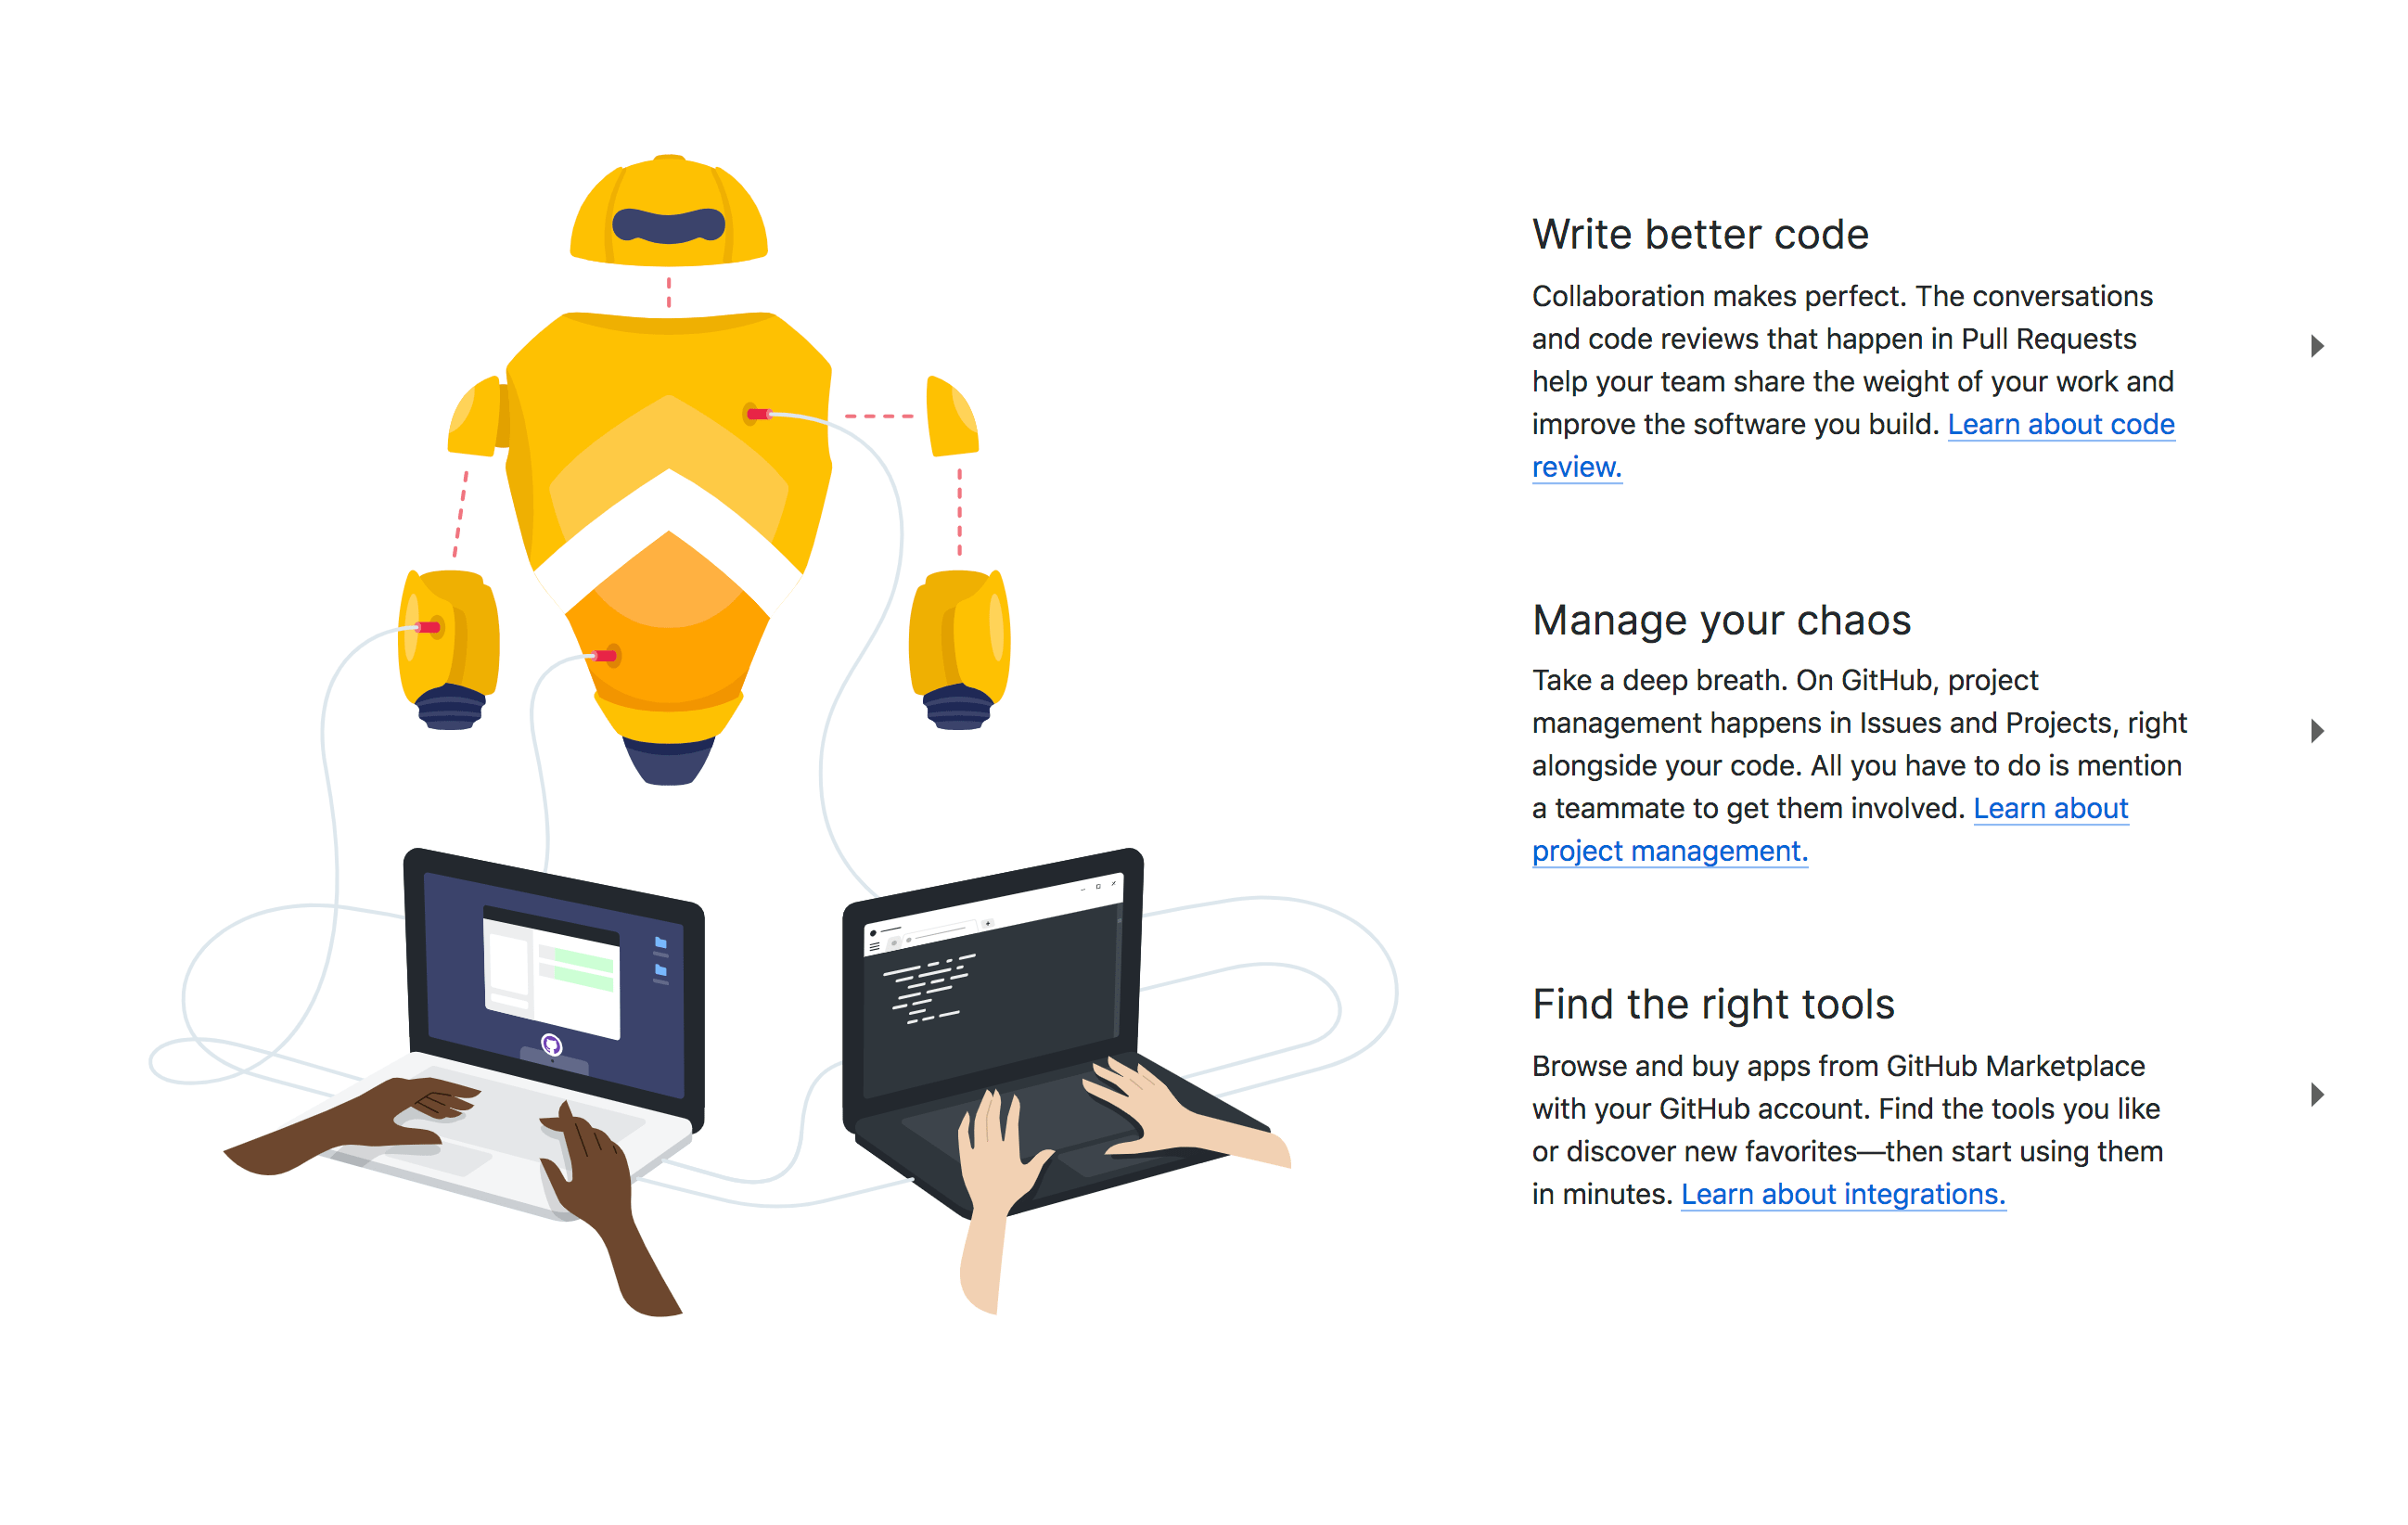 Write better code
Collaboration makes perfect. The conversations
and code reviews that happen in Pull Requests
help your team share the weight of your work and
improve the software you build. Learn about code
review.
Manage your chaos
Take a deep breath. On GitHub, project
management happens in Issues and Projects, right
alongside your code. All you have to do is mention
a teammate to get them involved. Learn about
project management.
Find the right tools
Browse and buy apps from GitHub Marketplace
with your GitHub account. Find the tools you like
or discover new favorites—then start using them
in minutes. Learn about integrations.